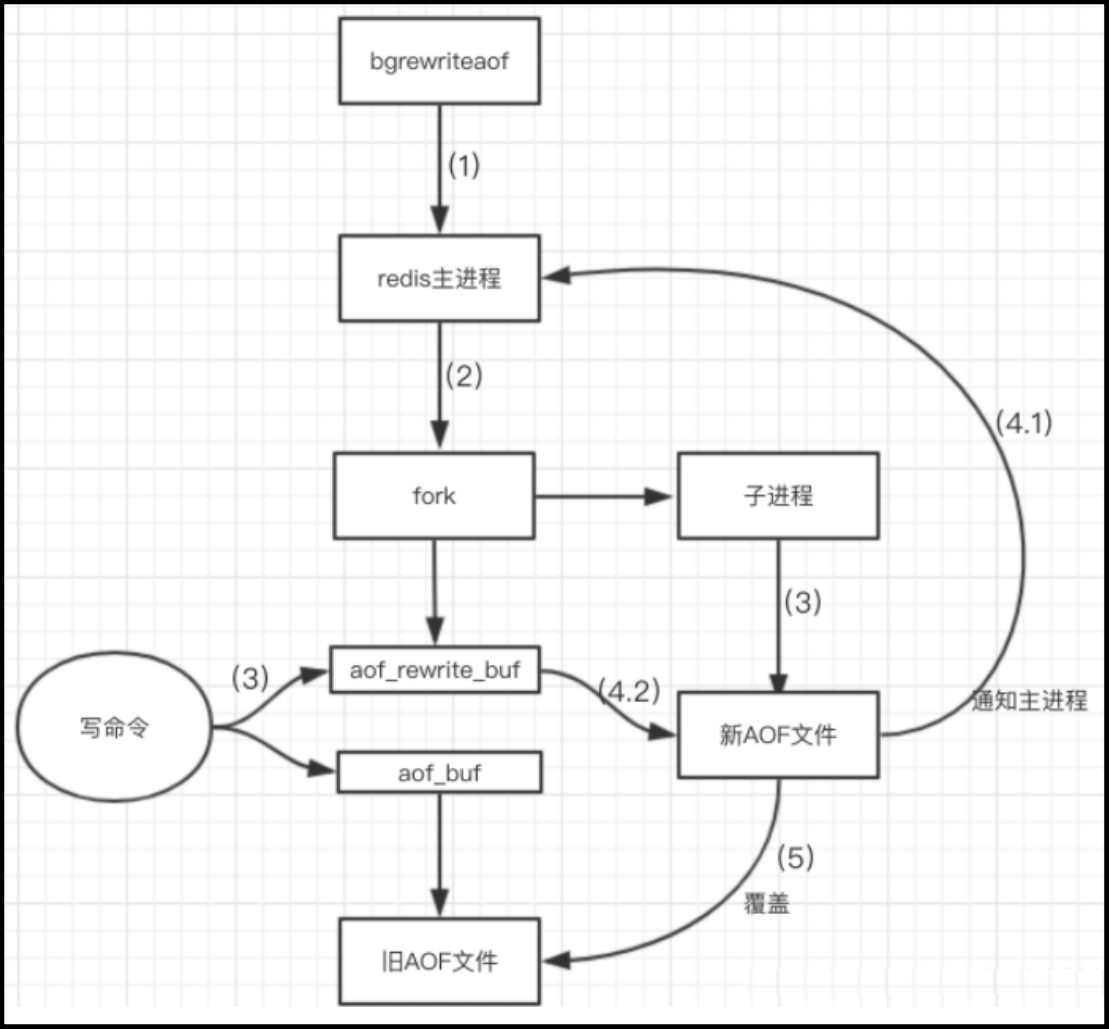 bgrewriteaof
(1)
redis主进程
(2)
(4.1)
fork
子进程
(3)
aof_rewrite_buf
(3)
(4.2)
通知主进程
写命令
新AOF文件
aof_buf
(5)
覆盖
旧AOF文件